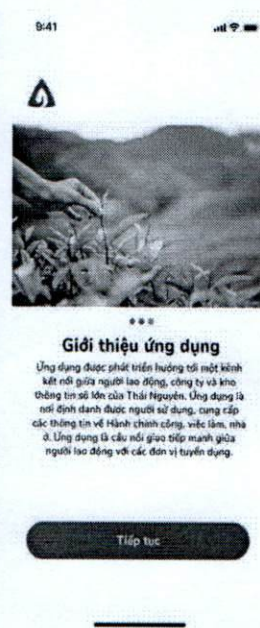 9:41
Giới thiệu ứng dụng
Ứng dụng được phát triển hướng tới một kênh
kết nối giữa người lao động, công ty và kho
thông tin số lớn của Thái Nguyên. Ứng dụng là
nơi định danh được người sử dụng, cung cấp
các thông tin về Hành chính công, việc làm, nhà
ở. Ứng dụng là cầu nối giao tiếp mạnh giữa
người lao động với các đơn vị tuyển dụng.
Tiếp tục